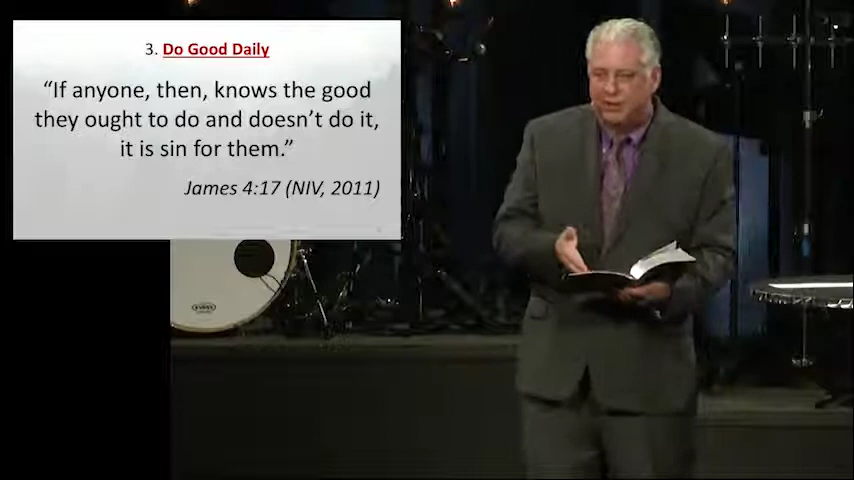 3. Do Good Daily
“If anyone, then, knows the good
they ought to do and doesn’t do it,
it is sin for them.”
James 4:17 (NIV, 2011)
EVANS